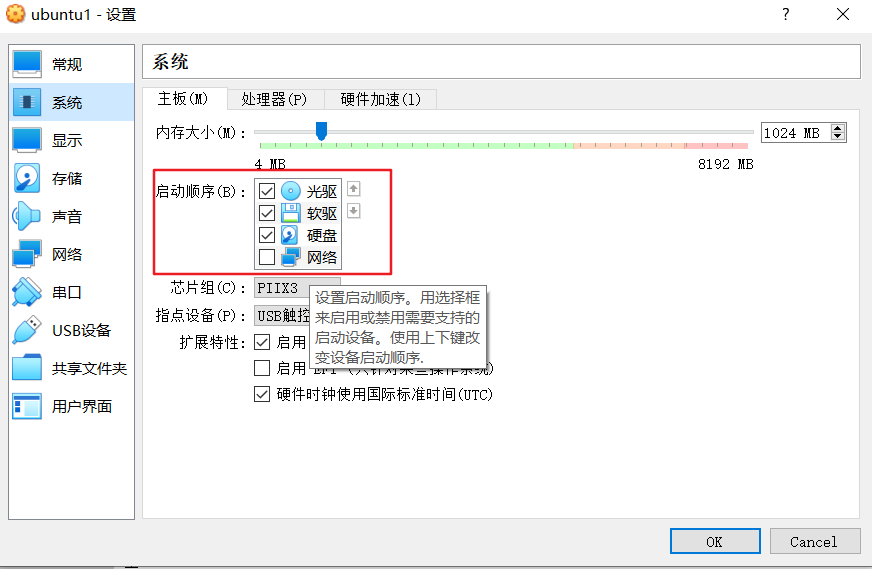 ubuntu1 - 设置
?
常规
系统
显示
存储
声音
网络
串口
USB设备
共享文件夹
用户界面
系统
主板(M)
处理器(P)
硬件加速(l)
内存大小(M):
1024 MB
4 MB
8192 MB
启动顺序(B):
光驱
软驱
硬盘
网络
芯片组(C):
PIIX3
指点设备(P):
USB触控
扩展特性:
启用
启用
硬件时钟使用国际标准时间(UTC)
设置启动顺序。用选择框
来启用或禁用需要支持的
启动设备。使用上下键改
变设备启动顺序.
OK
Cancel